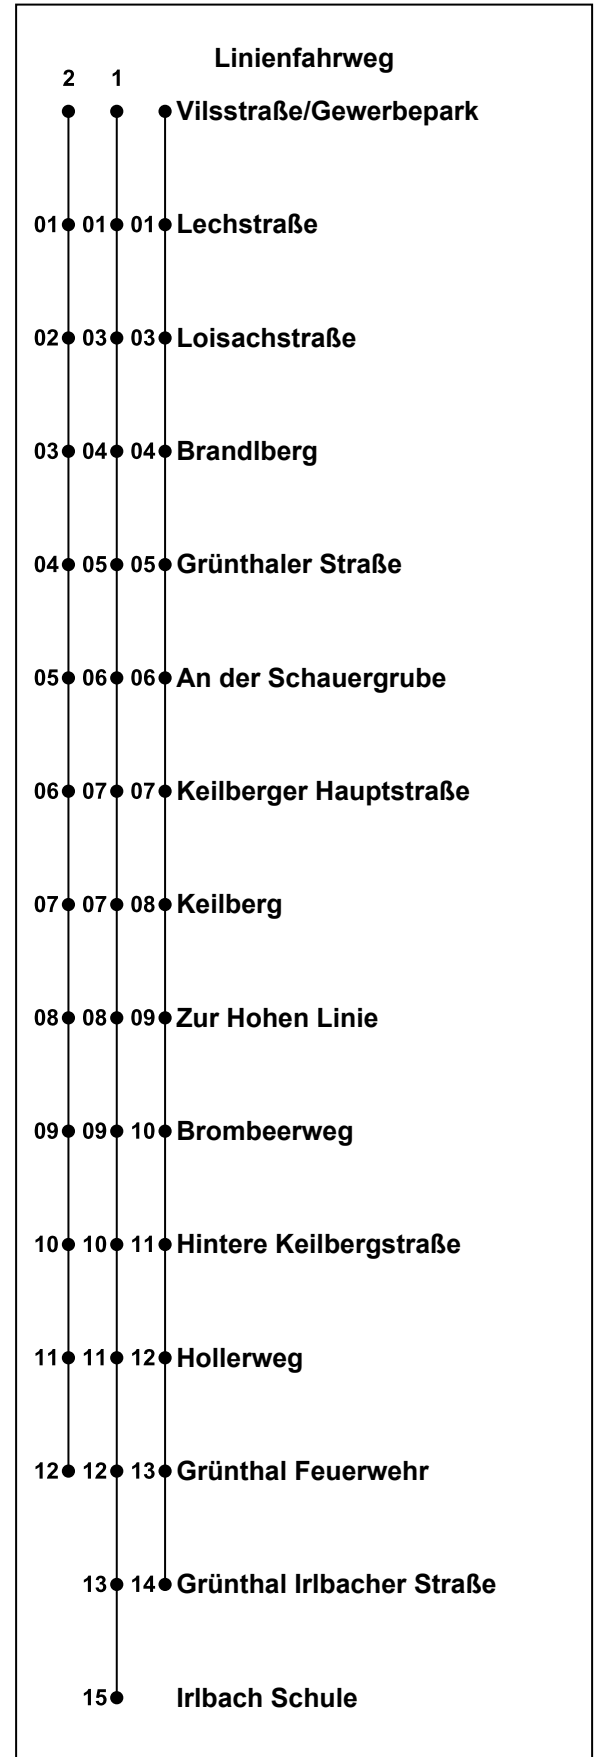 Linienfahrweg
2 1
Vilsstraße/Gewerbepark
01 01 01 Lechstraße
02 03 03 Loisachstraße
03 04 04 Brandlberg
04 05 05 Grünthaler Straße
05 06 06 An der Schauergrube
06 07 07 Keilberger Hauptstraße
07 07 08 Keilberg
08 08 09 Zur Hohen Linie
09 09 10 Brombeerweg
10 10 11 Hintere Keilbergstraße
11 11 12 Hollerweg
12 12 13 Grünthal Feuerwehr
13 14 Grünthal Irlbacher Straße
15 Irlbach Schule